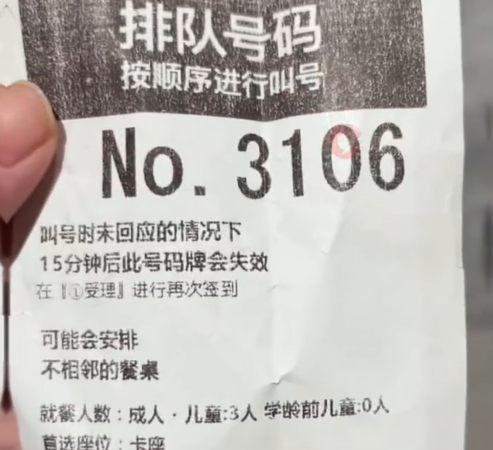 排队号码
按顺序进行叫号
No. 3106
叫号时未回应的情况下
15分钟后此号码牌会失效
在『①受理』进行再次签到
可能会安排
不相邻的餐桌
就餐人数：成人・儿童:3人 学龄前儿童:0人
首选座位：卡座